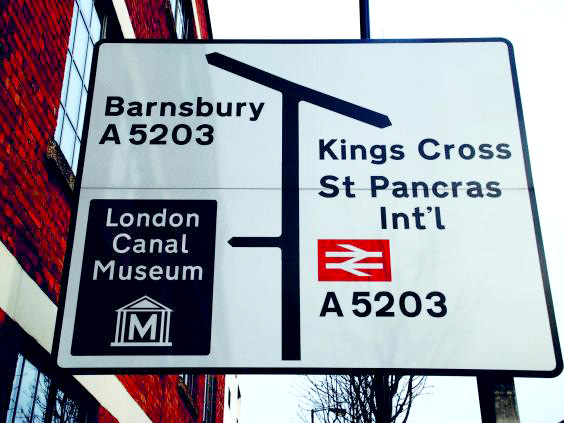 Barnsbury
A 5203
Kings Cross
St Pancras
Int'l
A 5203
London
Canal
Museum
M